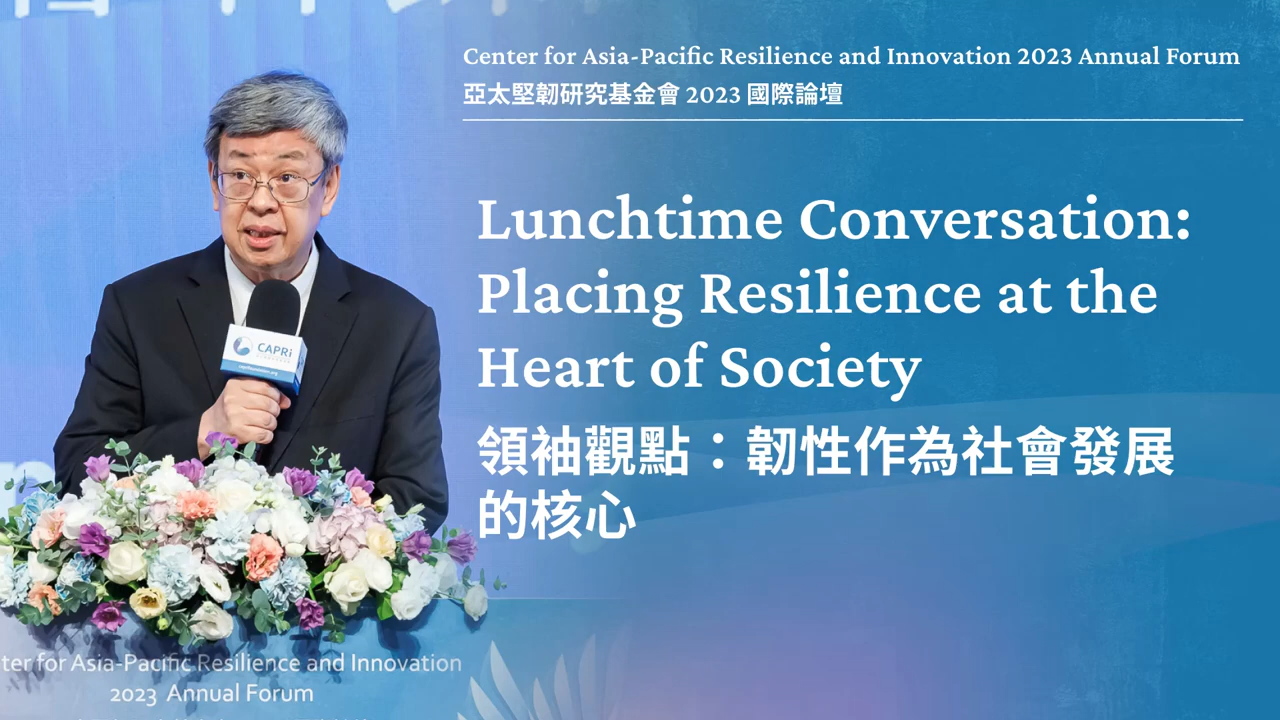 Center for Asia-Pacific Resilience and Innovation 2023 Annual Forum
亞太堅韌研究基金會 2023 國際論壇
Lunchtime Conversation:
Placing Resilience at the
Heart of Society
領袖觀點：韌性作為社會發展
的核心
CAPRi
ter for Asia-Pacific Resilience and Innovation
2023 Annual Forum